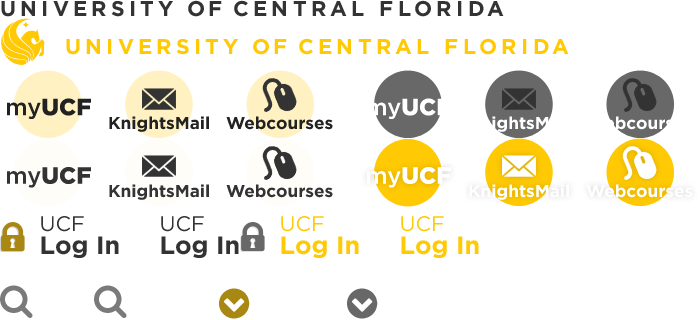 UNIVERSITY OF CENTRAL FLORIDA
UNIVERSITY OF CENTRAL FLORIDA
myUCF KnightsMail Webcourses myUCF KnightsMail Webcourses
myUCF KnightsMail Webcourses myUCF KnightsMail Webcourses
UCF UCF UCF UCF
Log In Log In Log In Log In